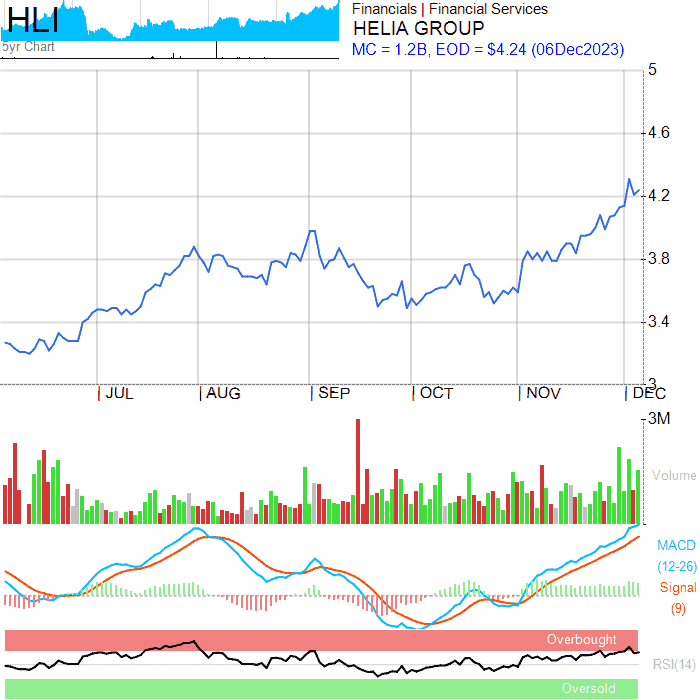 HLI
5yr Chart
Financials | Financial Services
HELIA GROUP
MC = 1.2B, EOD = $4.24 (06Dec2023)
5
4.6
4.2
3.8
3.4
3
JUL AUG SEP OCT NOV DEC
3M
Volume
MACD
(12-26)
Signal
(9)
Overbought
RSI(14)
Oversold